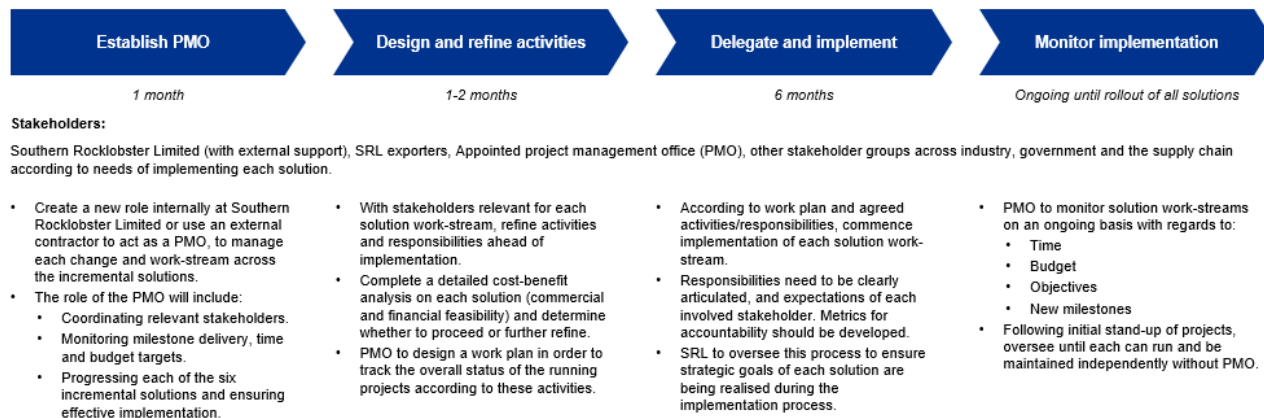 Establish PMO
Design and refine activities
Delegate and implement
Monitor implementation
1 month
1-2 months
6 months
Ongoing until rollout of all solutions
Stakeholders:
Southern Rocklobster Limited (with external support), SRL exporters, Appointed project management office (PMO), other stakeholder groups across industry, government and the supply chain
according to needs of implementing each solution.
• Create a new role internally at Southern
Rocklobster Limited or use an external
contractor to act as a PMO, to manage
each change and work-stream across
the incremental solutions.
• The role of the PMO will include:
• Coordinating relevant stakeholders.
• Monitoring milestone delivery, time
and budget targets.
• Progressing each of the six
incremental solutions and ensuring
effective implementation.
• With stakeholders relevant for each
solution work-stream, refine activities
and responsibilities ahead of
implementation.
• Complete a detailed cost-benefit
analysis on each solution (commercial
and financial feasibility) and determine
whether to proceed or further refine.
• PMO to design a work plan in order to
track the overall status of the running
projects according to these activities.
• According to work plan and agreed
activities/responsibilities, commence
implementation of each solution work-
stream.
• Responsibilities need to be clearly
articulated, and expectations of each
involved stakeholder. Metrics for
accountability should be developed.
• SRL to oversee this process to ensure
strategic goals of each solution are
being realised during the
implementation process.
• PMO to monitor solution work-streams
on an ongoing basis with regards to:
• Time
• Budget
• Objectives
• New milestones
• Following initial stand-up of projects,
oversee until each can run and be
maintained independently without PMO.